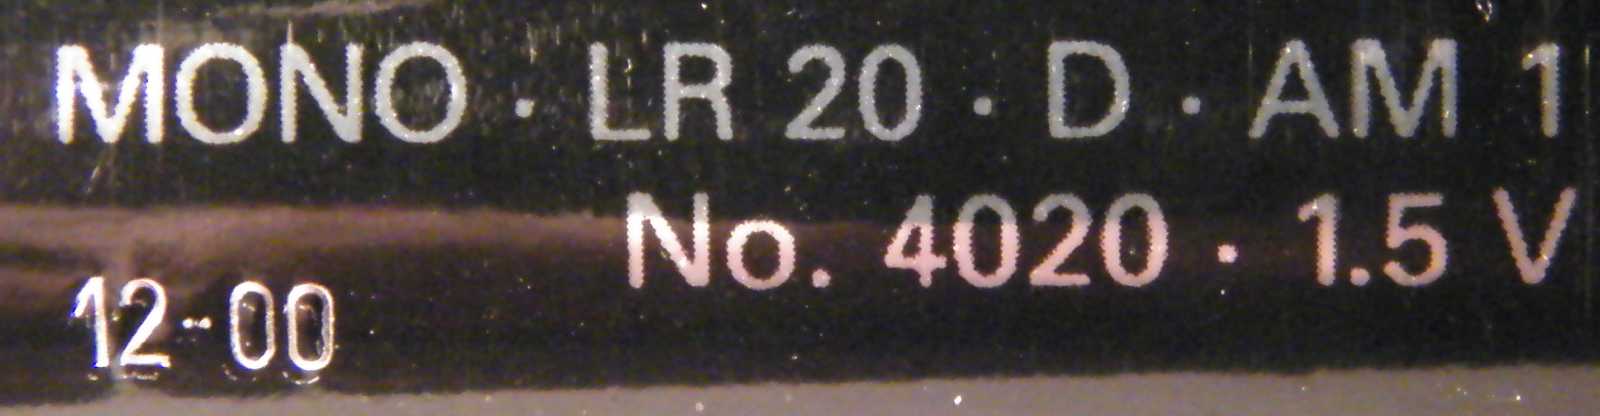 MONO · LR 20 · D · AM 1
No. 4020 · 1.5 V
12-00